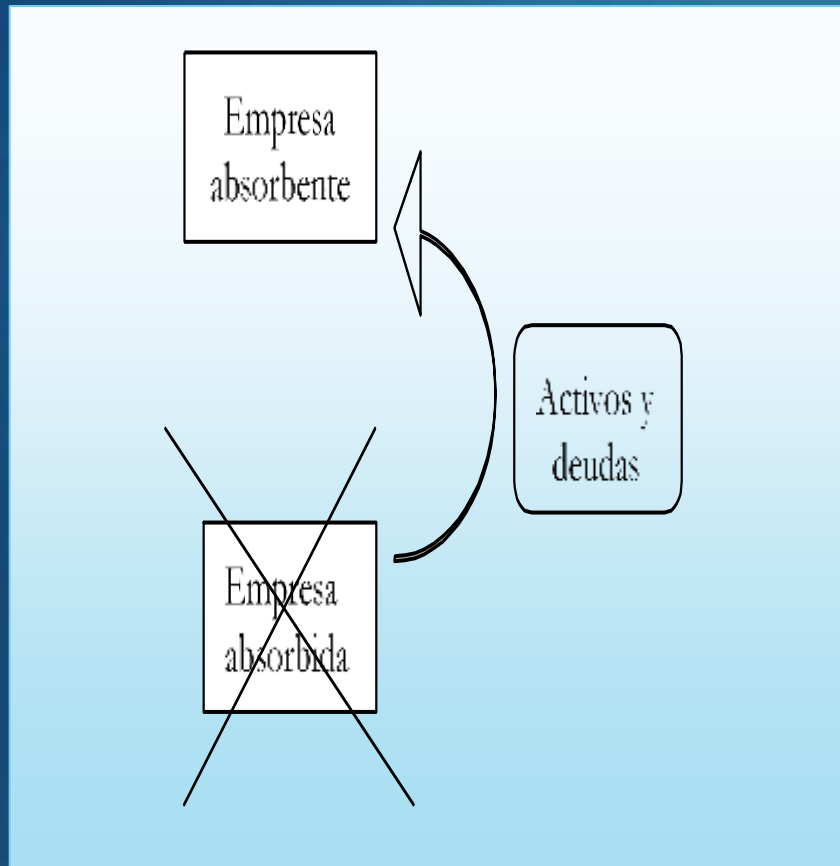 Empresa
absorbente
Activos y
deudas
Empresa
absorbida